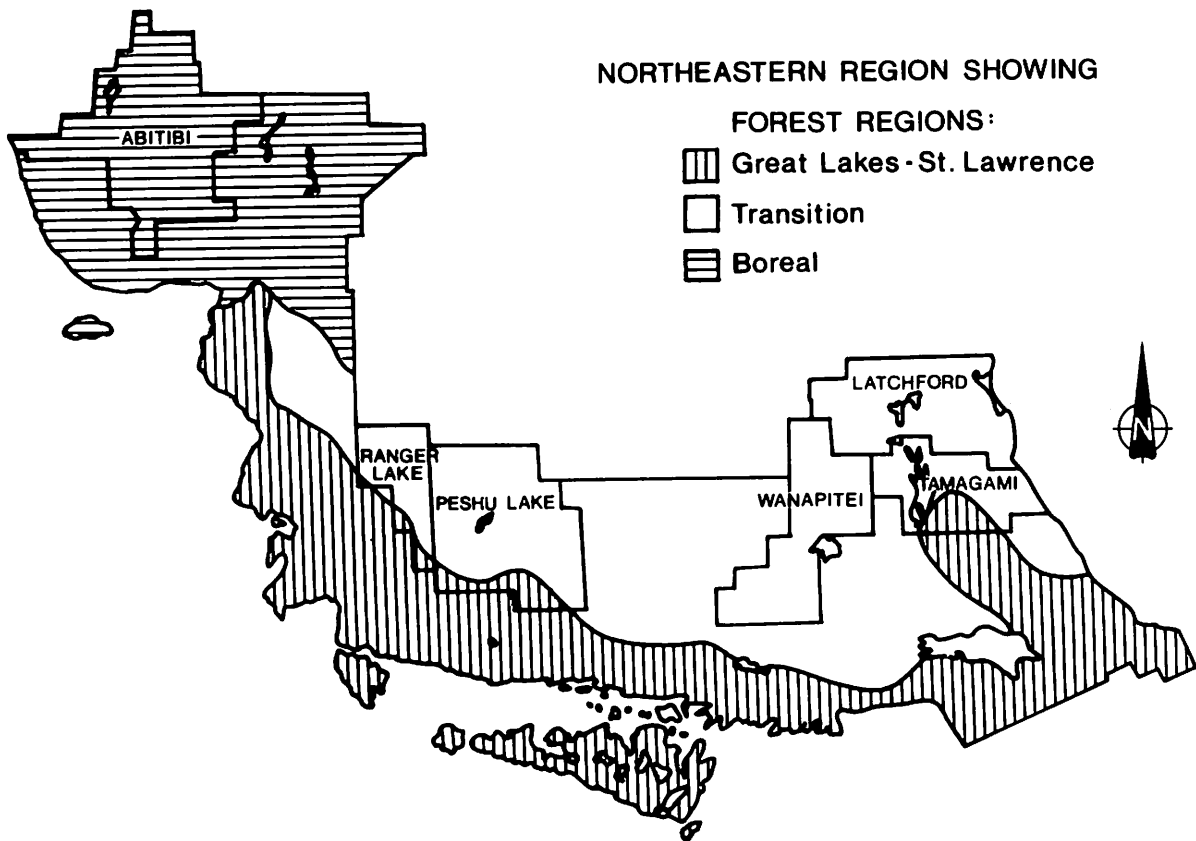 NORTHEASTERN REGION SHOWING
FOREST REGIONS:
Great Lakes - St. Lawrence
Transition
Boreal
ABITIBI
LATCHFORD
RANGER
LAKE
PESHU LAKE
WANAPITEI
TAMAGAMI
N